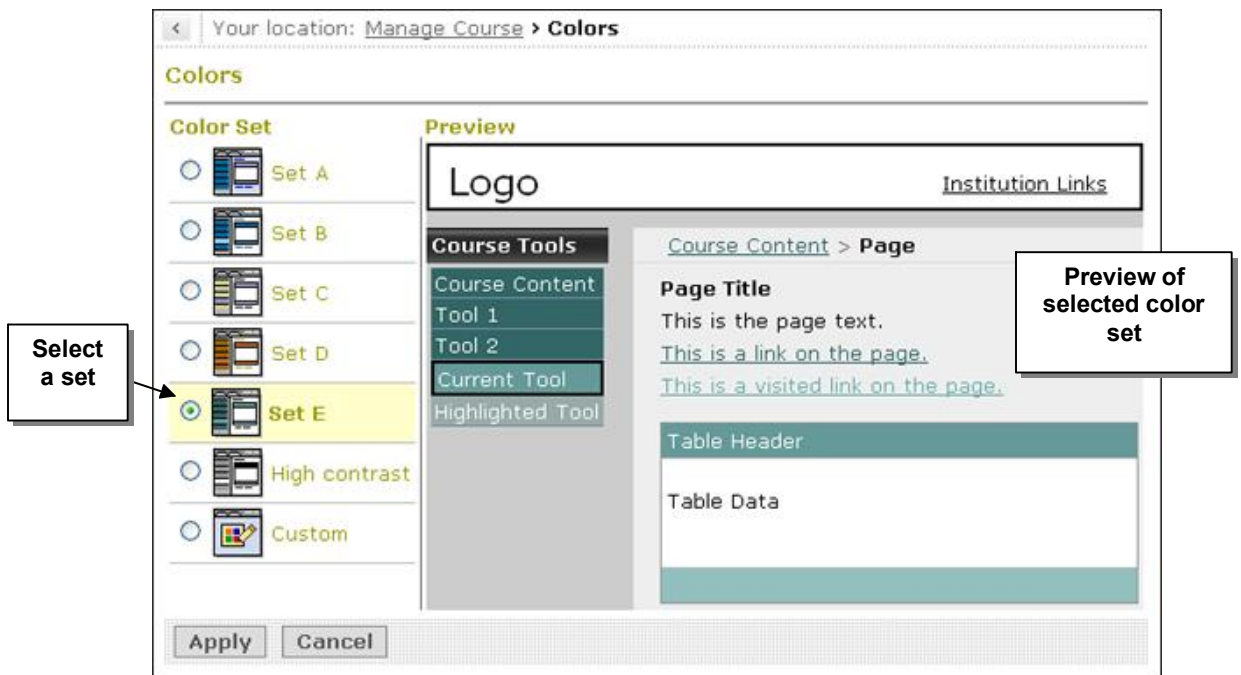 Your location: Manage Course › Colors
Colors
Color Set
Set A
Set B
Set C
Set D
Set E
High contrast
Custom
Select
a set
Preview
Logo
Institution Links
Course Tools
Course Content
Tool 1
Tool 2
Current Tool
Highlighted Tool
Course Content > Page
Page Title
This is the page text.
This is a link on the page.
This is a visited link on the page.
Table Header
Table Data
Preview of
selected color
set
Apply
Cancel